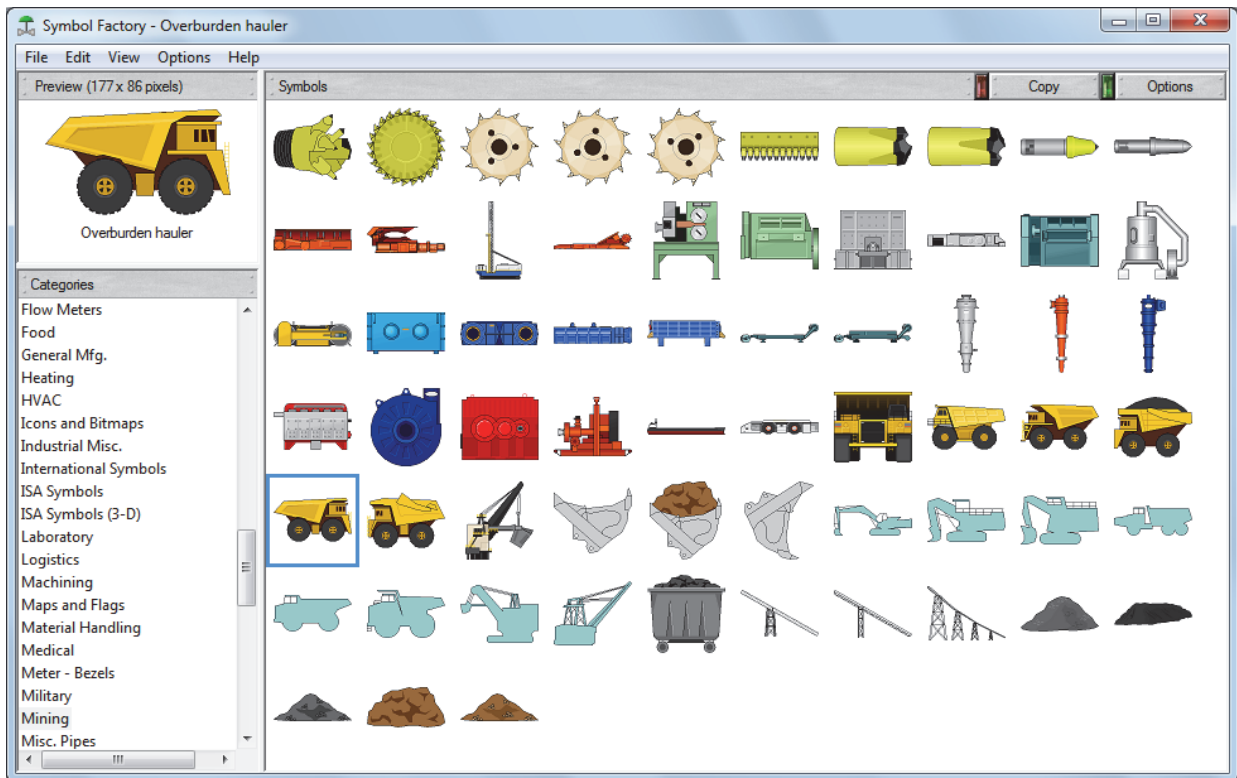 Symbol Factory - Overburden hauler
File Edit View Options Help
Preview (177 x 86 pixels)
Overburden hauler
Symbols
Copy
Options
Categories
Flow Meters
Food
General Mfg.
Heating
HVAC
Icons and Bitmaps
Industrial Misc.
International Symbols
ISA Symbols
ISA Symbols (3-D)
Laboratory
Logistics
Machining
Maps and Flags
Material Handling
Medical
Meter - Bezels
Military
Mining
Misc. Pipes